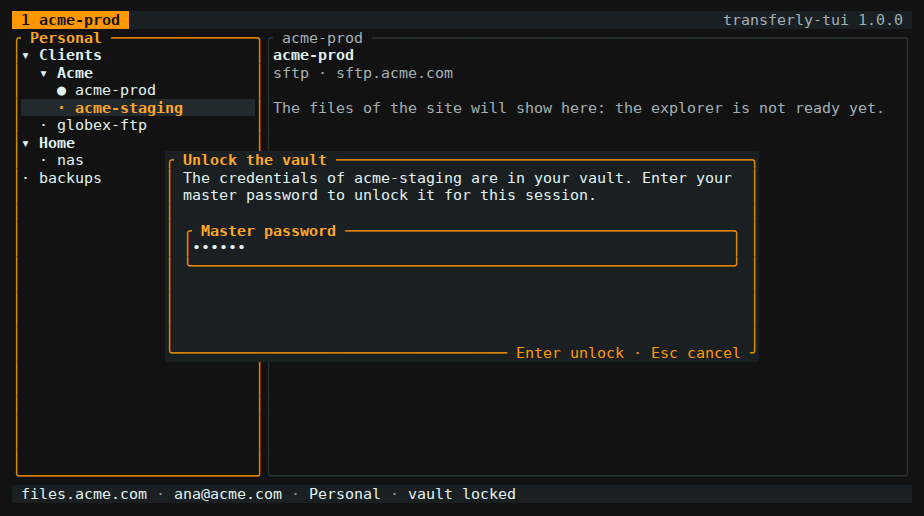 1 acme-prod
transferly-tui 1.0.0
Personal
▾ Clients
▾ Acme
● acme-prod
· acme-staging
· globex-ftp
▾ Home
· nas
· backups
acme-prod
acme-prod
sftp · sftp.acme.com
The files of the site will show here: the explorer is not ready yet.
Unlock the vault
The credentials of acme-staging are in your vault. Enter your
master password to unlock it for this session.
Master password
••••••
Enter unlock · Esc cancel
files.acme.com · ana@acme.com · Personal · vault locked